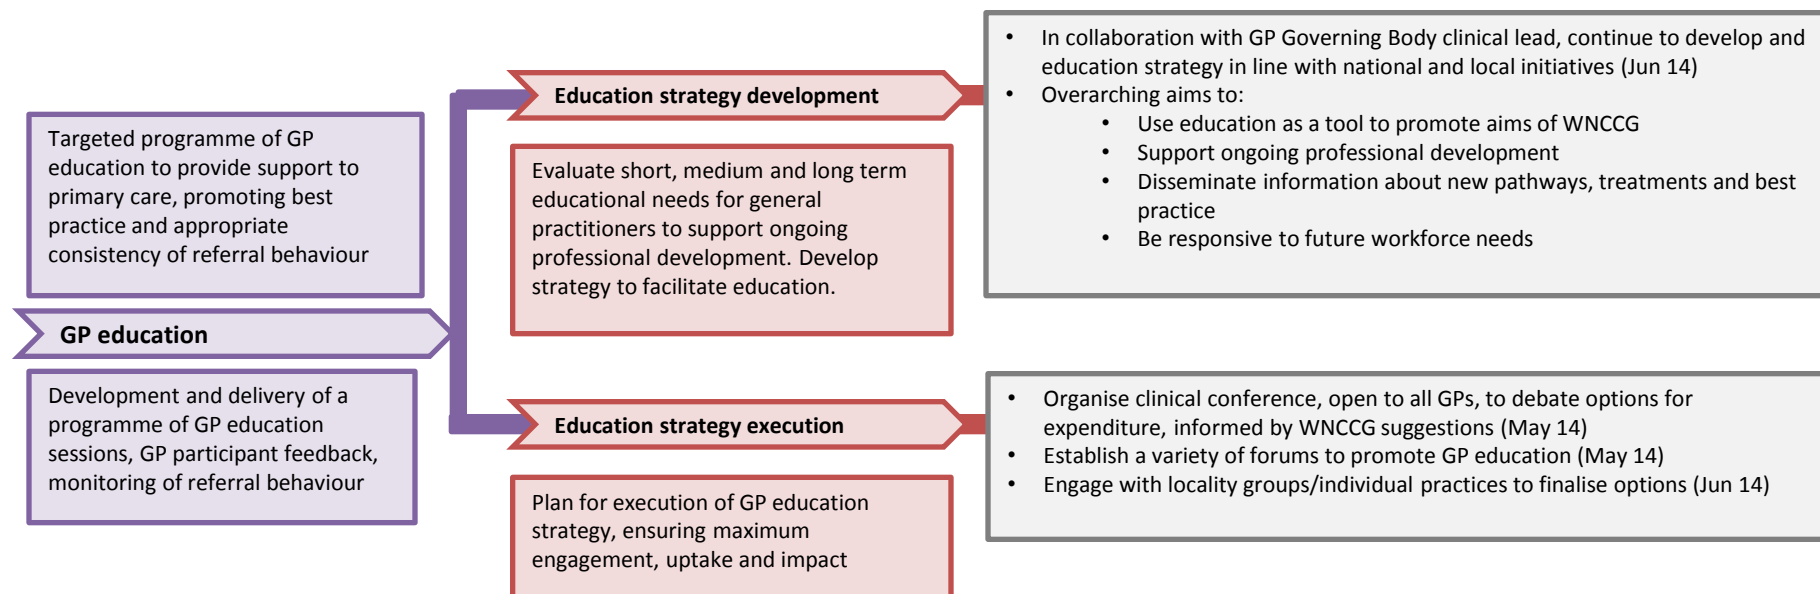 Targeted programme of GP
education to provide support to
primary care, promoting best
practice and appropriate
consistency of referral behaviour
GP education
Development and delivery of a
programme of GP education
sessions, GP participant feedback,
monitoring of referral behaviour
Education strategy development
Evaluate short, medium and long term
educational needs for general
practitioners to support ongoing
professional development. Develop
strategy to facilitate education.
• In collaboration with GP Governing Body clinical lead, continue to develop and
education strategy in line with national and local initiatives (Jun 14)
• Overarching aims to:
• Use education as a tool to promote aims of WNCCG
• Support ongoing professional development
• Disseminate information about new pathways, treatments and best
practice
• Be responsive to future workforce needs
Education strategy execution
Plan for execution of GP education
strategy, ensuring maximum
engagement, uptake and impact
• Organise clinical conference, open to all GPs, to debate options for
expenditure, informed by WNCCG suggestions (May 14)
• Establish a variety of forums to promote GP education (May 14)
• Engage with locality groups/individual practices to finalise options (Jun 14)